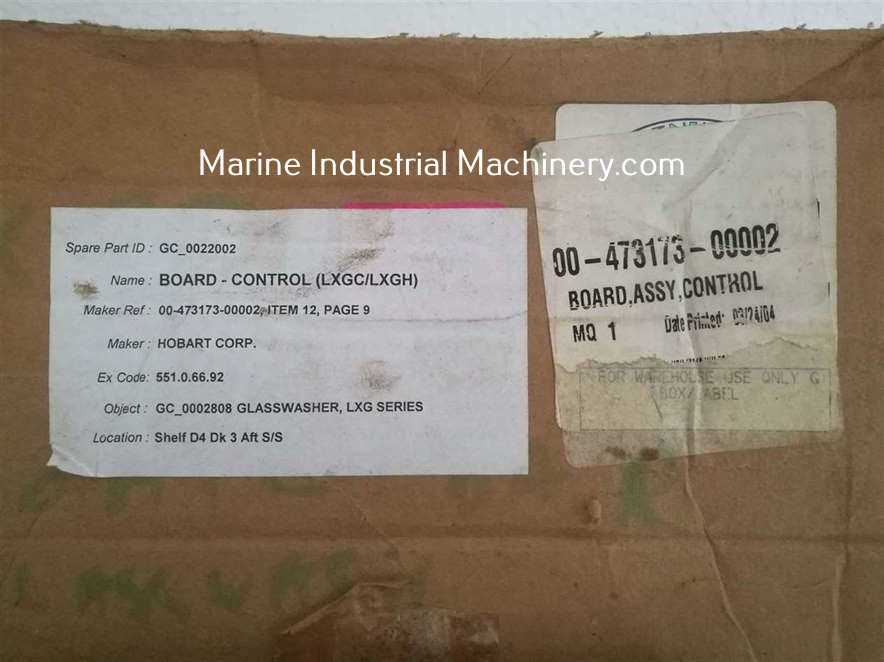 Marine Industrial Machinery.com
Spare Part ID : GC_0022002
Name : BOARD - CONTROL (LXGC/LXGH)
Maker Ref : 00-473173-00002, ITEM 12, PAGE 9
Maker : HOBART CORP.
Ex Code: 551.0.66.92
Object : GC_0002808 GLASSWASHER, LXG SERIES
Location : Shelf D4 Dk 3 Aft S/S
00-473173-00002
BOARD,ASSY,CONTROL
MQ 1 Date Printed: 03/24/04
FOR WAREHOUSE USE ONLY G
BOX/LABEL